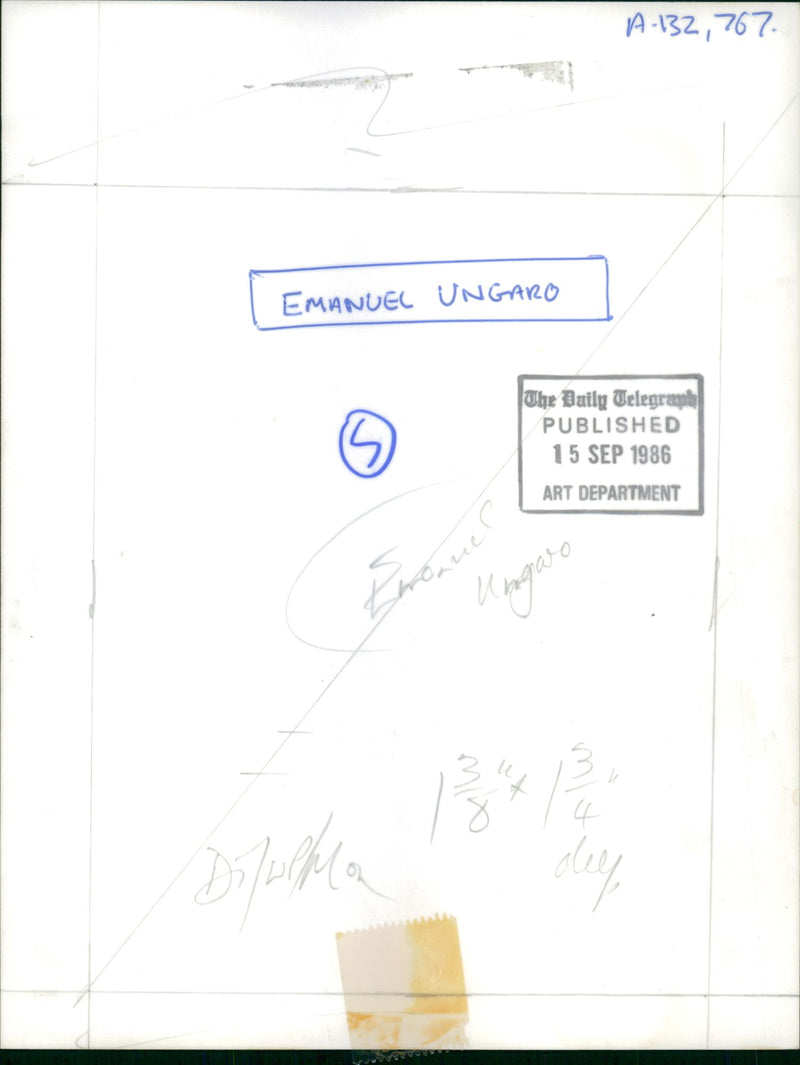 A-132,767.
EMANUEL UNGARO
S
The Daily Telegraph
PUBLISHED
15 SEP 1986
ART DEPARTMENT
Emanuel
Ungaro
1 3/8" x 1 3/4"
deep